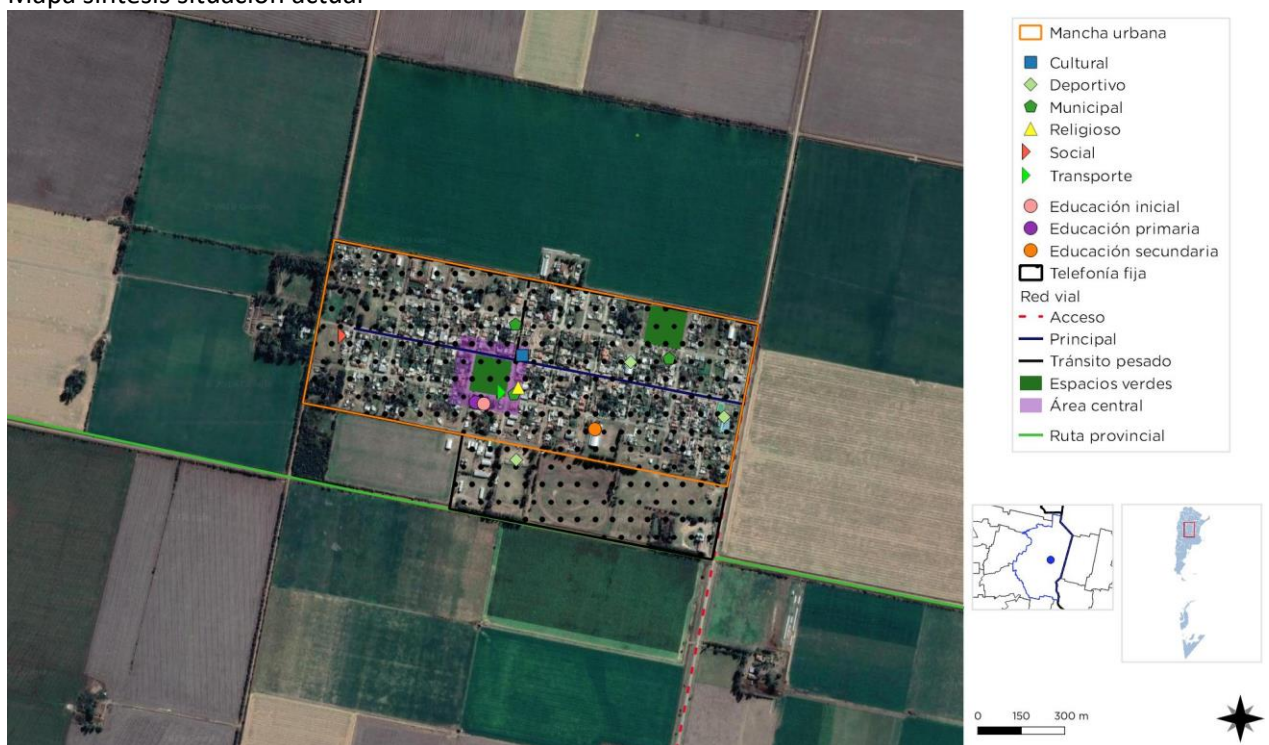 Mapa síntesis situación actual
Mancha urbana
Cultural
Deportivo
Municipal
Religioso
Social
Transporte
Educación inicial
Educación primaria
Educación secundaria
Telefonía fija
Red vial
Acceso
Principal
Tránsito pesado
Espacios verdes
Área central
Ruta provincial
0 150 300 m